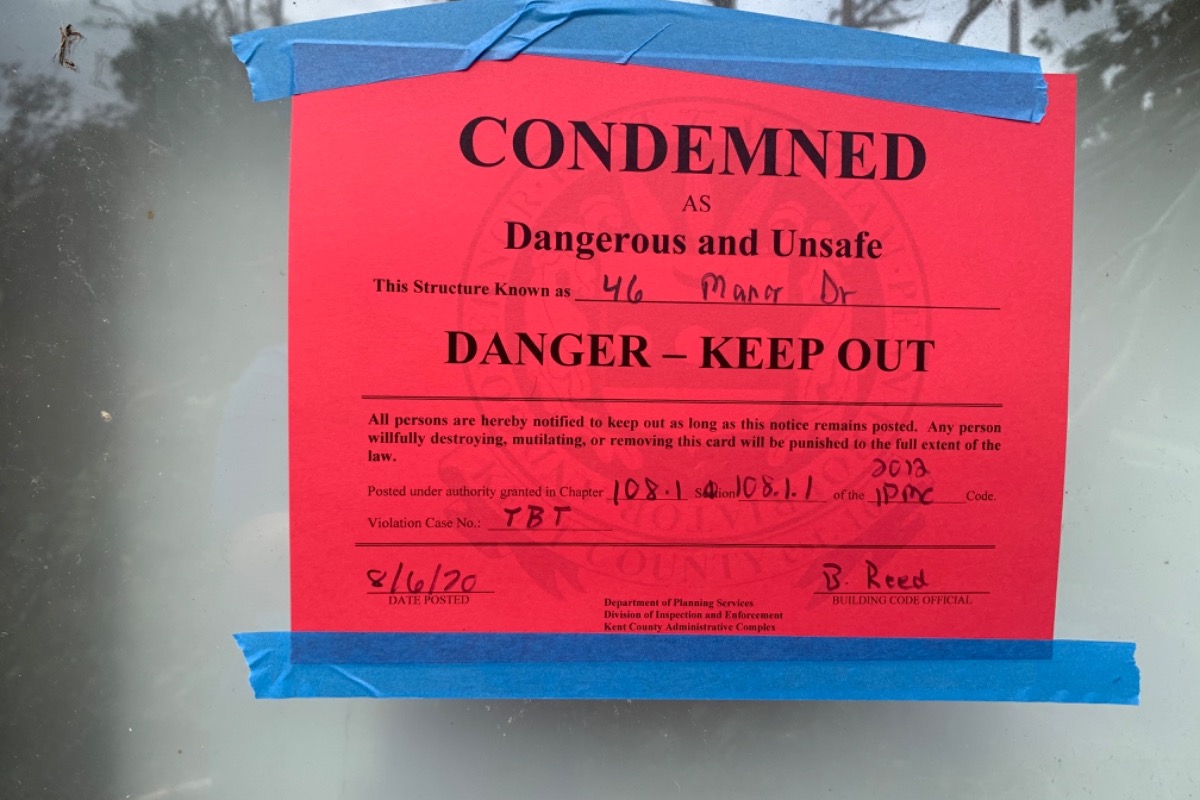 CONDEMNED
AS
Dangerous and Unsafe
This Structure Known as 46 Manor Dr
DANGER – KEEP OUT
All persons are hereby notified to keep out as long as this notice remains posted. Any person
willfully destroying, mutilating, or removing this card will be punished to the full extent of the
law.
2012
Posted under authority granted in Chapter 108.1 Section 108.1.1 of the IPMC Code.
Violation Case No.: TBT
8/6/20 B. Reed
DATE POSTED BUILDING CODE OFFICIAL
Department of Planning Services
Division of Inspection and Enforcement
Kent County Administrative Complex